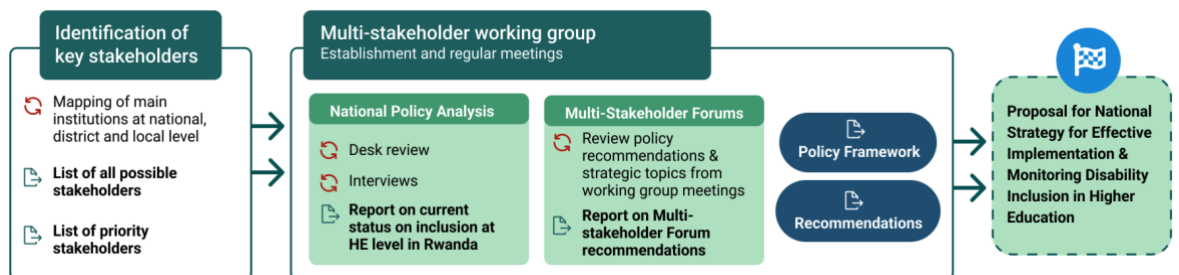 Identification of
key stakeholders
Mapping of main
institutions at national,
district and local level
List of all possible
stakeholders
List of priority
stakeholders
Multi-stakeholder working group
Establishment and regular meetings
National Policy Analysis
Desk review
Interviews
Report on current
status on inclusion at
HE level in Rwanda
Multi-Stakeholder Forums
Review policy
recommendations &
strategic topics from
working group meetings
Report on Multi-
stakeholder Forum
recommendations
Policy Framework
Recommendations
Proposal for National
Strategy for Effective
Implementation &
Monitoring Disability
Inclusion in Higher
Education